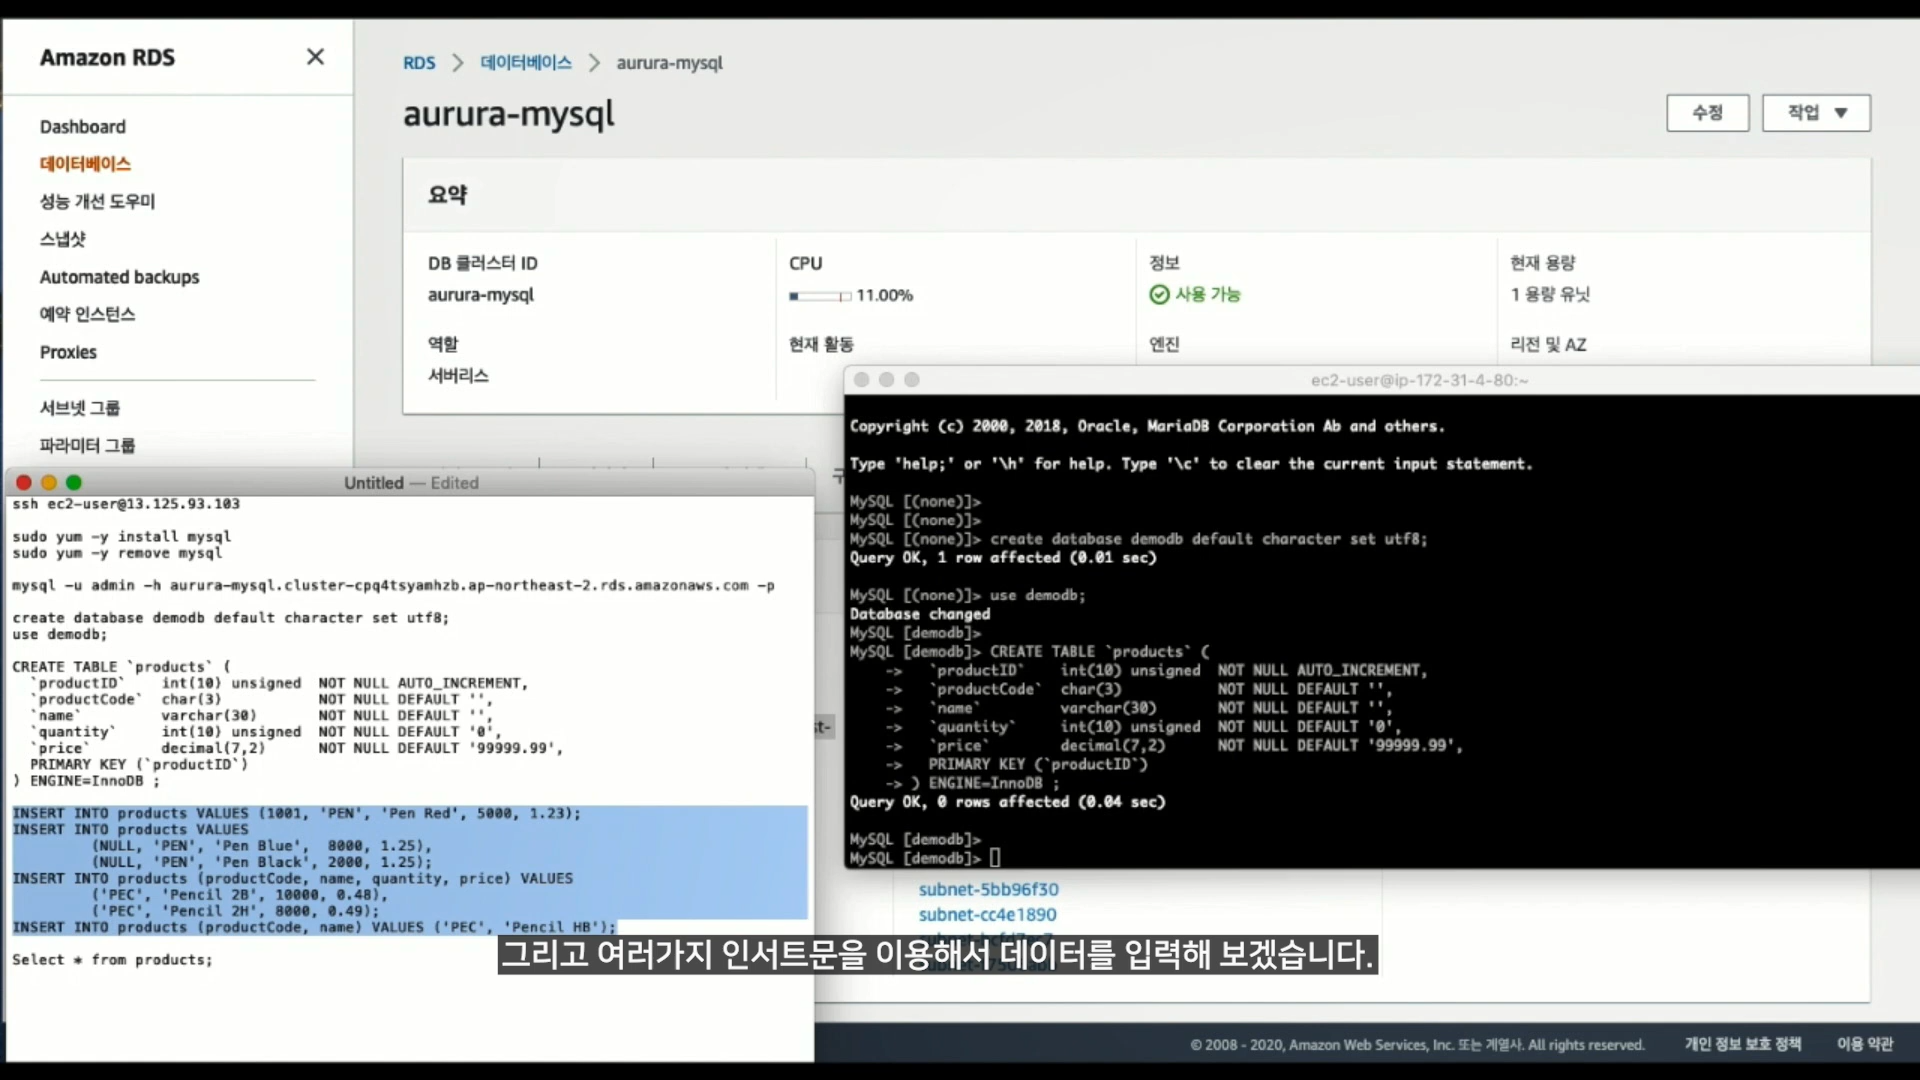 Amazon RDS
Dashboard
데이터베이스
성능 개선 도우미
스냅샷
Automated backups
예약 인스턴스
Proxies
서브넷 그룹
파라미터 그룹
RDS > 데이터베이스 > aurura-mysql
aurura-mysql
수정
작업
요약
DB 클러스터 ID
aurura-mysql
CPU
11.00%
정보
사용 가능
현재 용량
1 용량 유닛
역할
서버리스
현재 활동
엔진
리전 및 AZ
Untitled — Edited
ssh ec2-user@13.125.93.103
sudo yum -y install mysql
sudo yum -y remove mysql
mysql -u admin -h aurura-mysql.cluster-cpq4tsyamhzb.ap-northeast-2.rds.amazonaws.com -p
create database demodb default character set utf8;
use demodb;
CREATE TABLE `products` (
`productID` int(10) unsigned NOT NULL AUTO_INCREMENT,
`productCode` char(3) NOT NULL DEFAULT '',
`name` varchar(30) NOT NULL DEFAULT '',
`quantity` int(10) unsigned NOT NULL DEFAULT '0',
`price` decimal(7,2) NOT NULL DEFAULT '99999.99',
PRIMARY KEY (`productID`)
) ENGINE=InnoDB ;
INSERT INTO products VALUES (1001, 'PEN', 'Pen Red', 5000, 1.23);
INSERT INTO products VALUES
(NULL, 'PEN', 'Pen Blue', 8000, 1.25),
(NULL, 'PEN', 'Pen Black', 2000, 1.25);
INSERT INTO products (productCode, name, quantity, price) VALUES
('PEC', 'Pencil 2B', 10000, 0.48),
('PEC', 'Pencil 2H', 8000, 0.49);
INSERT INTO products (productCode, name) VALUES ('PEC', 'Pencil HB');
Select * from products;
ec2-user@ip-172-31-4-80:~
Copyright (c) 2000, 2018, Oracle, MariaDB Corporation Ab and others.
Type 'help;' or '\h' for help. Type '\c' to clear the current input statement.
MySQL [(none)]>
MySQL [(none)]>
MySQL [(none)]> create database demodb default character set utf8;
Query OK, 1 row affected (0.01 sec)
MySQL [(none)]> use demodb;
Database changed
MySQL [demodb]>
MySQL [demodb]> CREATE TABLE `products` (
-> `productID` int(10) unsigned NOT NULL AUTO_INCREMENT,
-> `productCode` char(3) NOT NULL DEFAULT '',
-> `name` varchar(30) NOT NULL DEFAULT '',
-> `quantity` int(10) unsigned NOT NULL DEFAULT '0',
-> `price` decimal(7,2) NOT NULL DEFAULT '99999.99',
-> PRIMARY KEY (`productID`)
-> ) ENGINE=InnoDB ;
Query OK, 0 rows affected (0.04 sec)
MySQL [demodb]>
MySQL [demodb]>
subnet-5bb96f30
subnet-cc4e1890
그리고 여러가지 인서트문을 이용해서 데이터를 입력해 보겠습니다.
© 2008 - 2020, Amazon Web Services, Inc. 또는 계열사. All rights reserved.
개인 정보 보호 정책
이용 약관